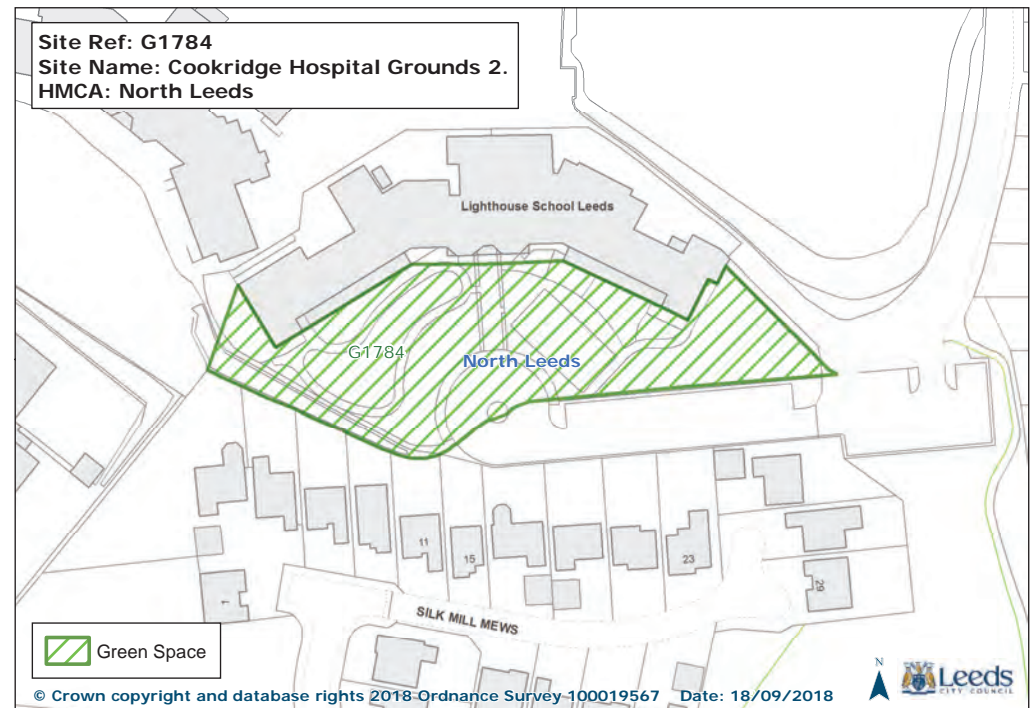 Site Ref: G1784
Site Name: Cookridge Hospital Grounds 2.
HMCA: North Leeds
Lighthouse School Leeds
G1784
North Leeds
11
15
23
29
1
SILK MILL MEWS
Green Space
N
Leeds
CITY COUNCIL
© Crown copyright and database rights 2018 Ordnance Survey 100019567 Date: 18/09/2018